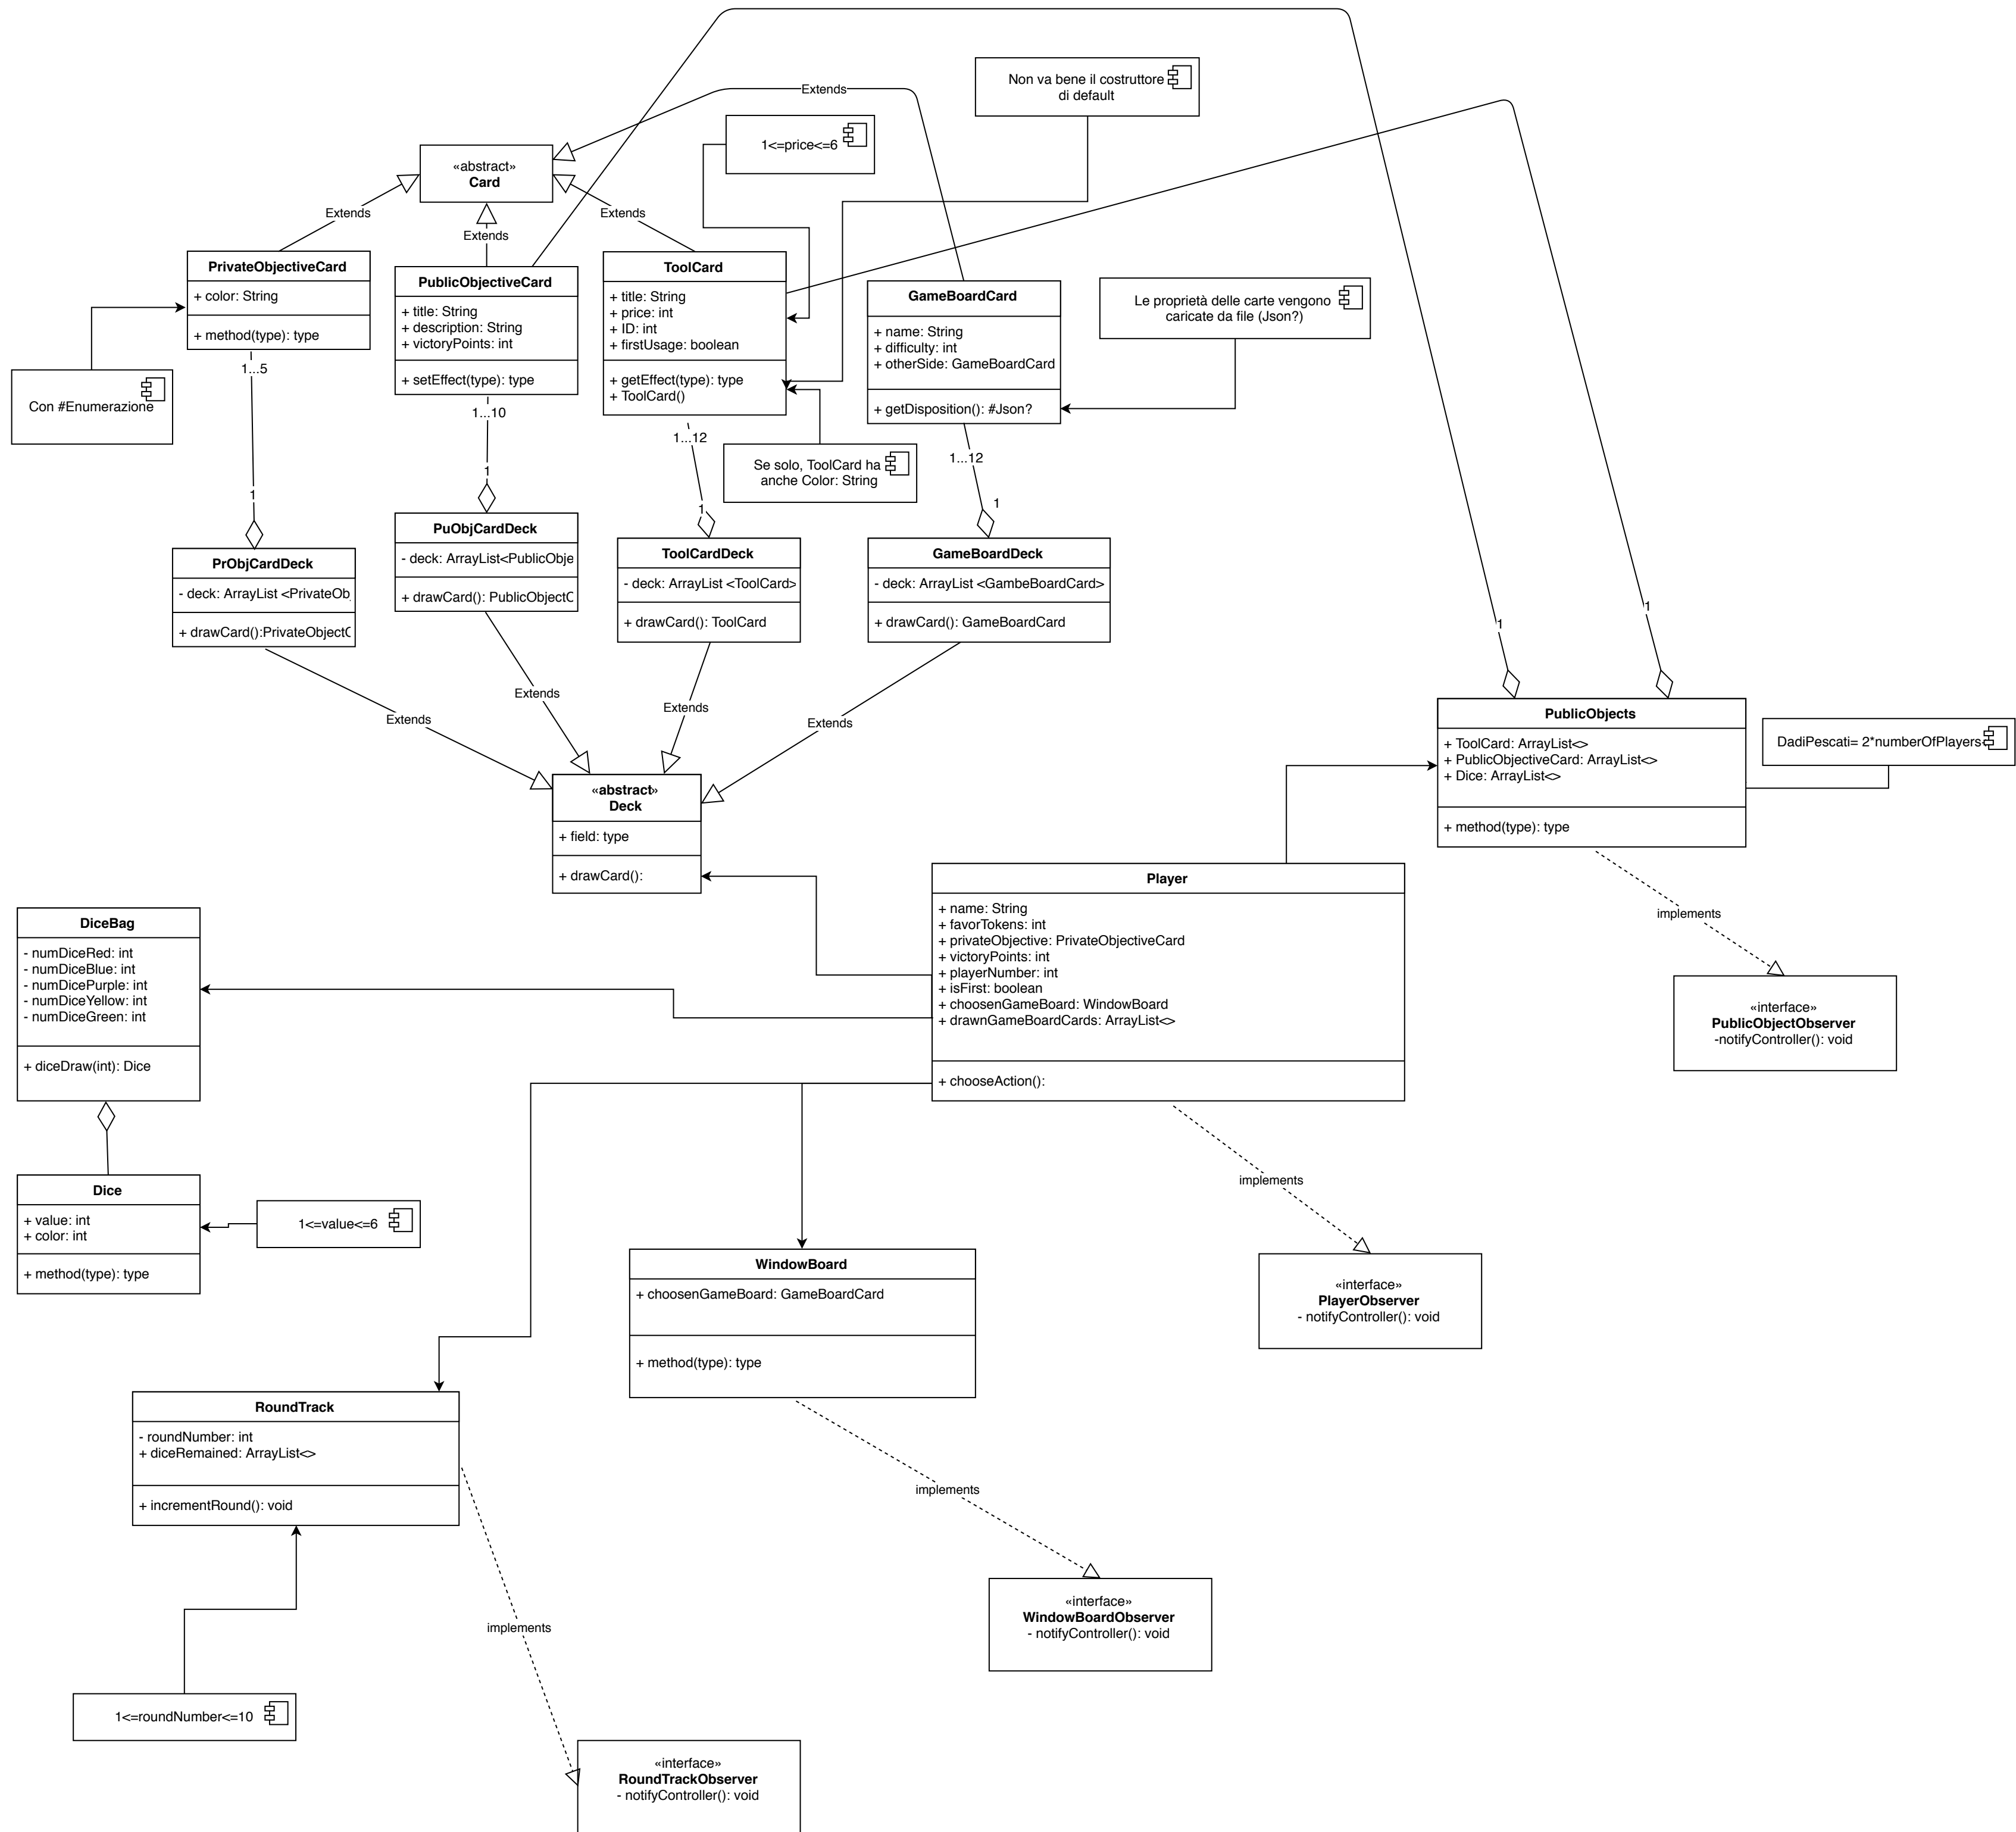 Non va bene il costruttore
di default
Extends
1<=price<=6
«abstract»
Card
Extends
Extends
Extends
PrivateObjectiveCard
+ color: String
+ method(type): type
PublicObjectiveCard
+ title: String
+ description: String
+ victoryPoints: int
+ setEffect(type): type
ToolCard
+ title: String
+ price: int
+ ID: int
+ firstUsage: boolean
+ getEffect(type): type
+ ToolCard()
GameBoardCard
+ name: String
+ difficulty: int
+ otherSide: GameBoardCard
+ getDisposition(): #Json?
Le proprietà delle carte vengono
caricate da file (Json?)
Con #Enumerazione
1...5
1
1...10
1
1...12
1
1...12
1
Se solo, ToolCard ha
anche Color: String
PrObjCardDeck
- deck: ArrayList <PrivateOb
+ drawCard():PrivateObjectC
PuObjCardDeck
- deck: ArrayList<PublicObje
+ drawCard(): PublicObjectC
ToolCardDeck
- deck: ArrayList <ToolCard>
+ drawCard(): ToolCard
GameBoardDeck
- deck: ArrayList <GambeBoardCard>
+ drawCard(): GameBoardCard
1
1
Extends
Extends
Extends
Extends
«abstract»
Deck
+ field: type
+ drawCard():
PublicObjects
+ ToolCard: ArrayList<>
+ PublicObjectiveCard: ArrayList<>
+ Dice: ArrayList<>
+ method(type): type
DadiPescati= 2*numberOfPlayers
implements
«interface»
PublicObjectObserver
-notifyController(): void
Player
+ name: String
+ favorTokens: int
+ privateObjective: PrivateObjectiveCard
+ victoryPoints: int
+ playerNumber: int
+ isFirst: boolean
+ choosenGameBoard: WindowBoard
+ drawnGameBoardCards: ArrayList<>
+ chooseAction():
DiceBag
- numDiceRed: int
- numDiceBlue: int
- numDicePurple: int
- numDiceYellow: int
- numDiceGreen: int
+ diceDraw(int): Dice
Dice
+ value: int
+ color: int
+ method(type): type
1<=value<=6
implements
«interface»
PlayerObserver
- notifyController(): void
WindowBoard
+ choosenGameBoard: GameBoardCard
+ method(type): type
RoundTrack
- roundNumber: int
+ diceRemained: ArrayList<>
+ incrementRound(): void
implements
«interface»
WindowBoardObserver
- notifyController(): void
implements
1<=roundNumber<=10
«interface»
RoundTrackObserver
- notifyController(): void